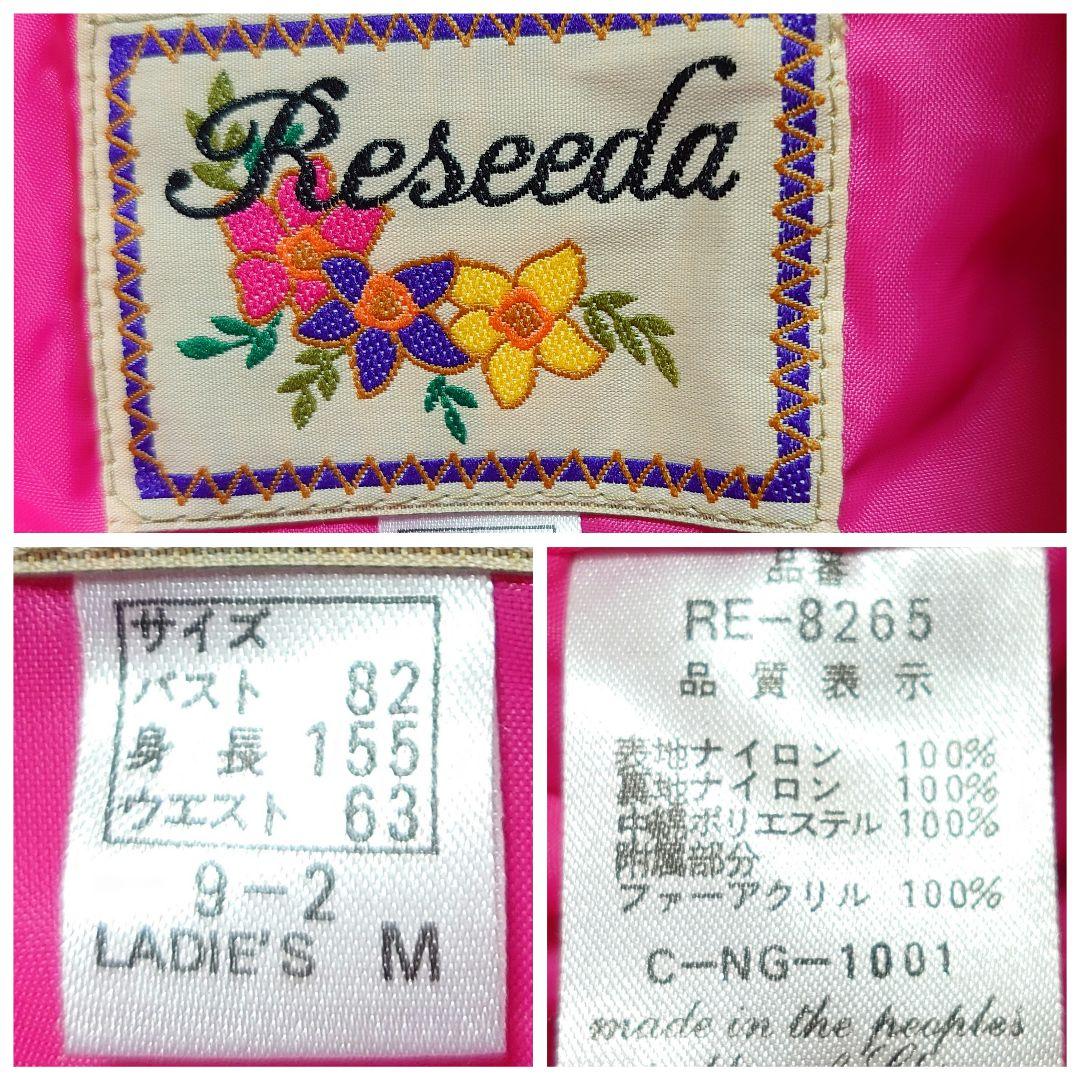 Reseeda
サイズ
バスト 82
身長 155
ウエスト 63
9-2
LADIE'S M
品番
RE-8265
品質表示
表地ナイロン 100%
裏地ナイロン 100%
中綿ポリエステル 100%
附属部分
ファーアクリル 100%
C-NG-1001
made in the peoples